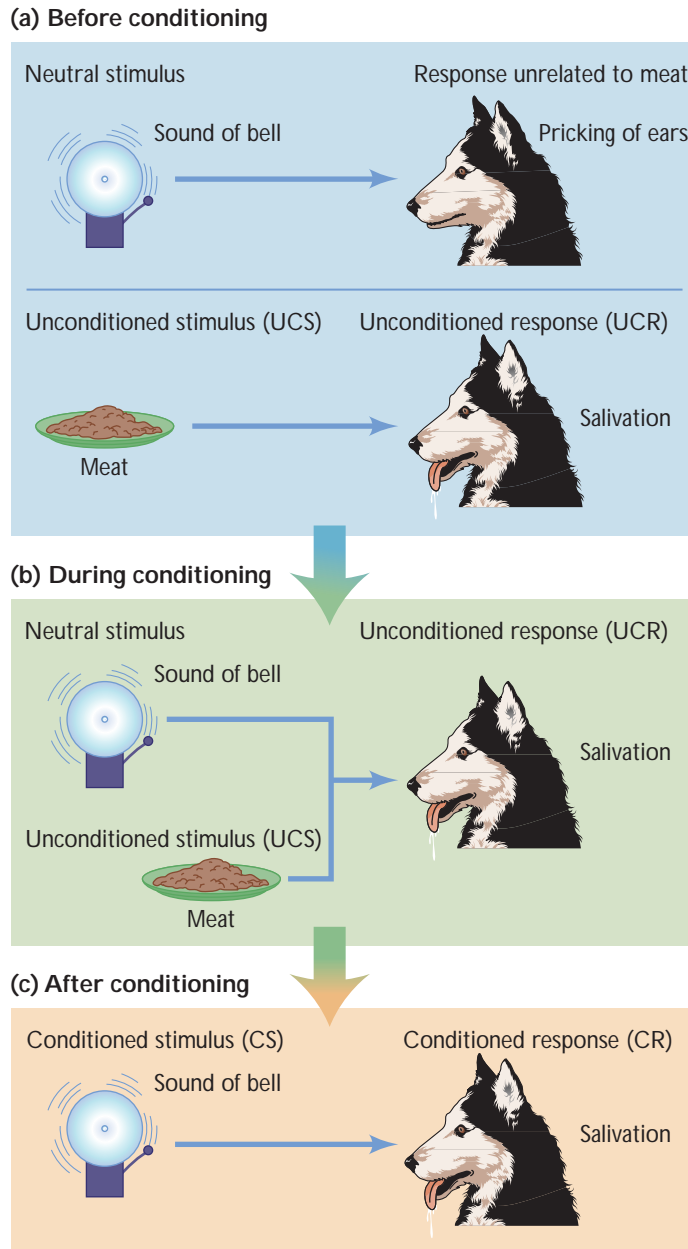 (a) Before conditioning
Neutral stimulus
Response unrelated to meat
Sound of bell
Pricking of ears
Unconditioned stimulus (UCS)
Unconditioned response (UCR)
Salivation
Meat
(b) During conditioning
Neutral stimulus
Unconditioned response (UCR)
Sound of bell
Salivation
Unconditioned stimulus (UCS)
Meat
(c) After conditioning
Conditioned stimulus (CS)
Conditioned response (CR)
Sound of bell
Salivation